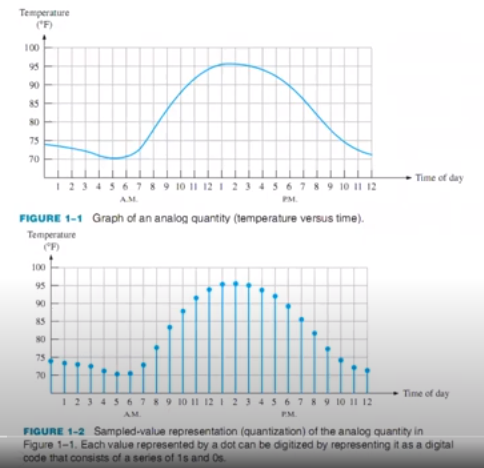 Temperature
(°F)
100
95
90
85
80
75
70
1 2 3 4 5 6 7 8 9 10 11 12 1 2 3 4 5 6 7 8 9 10 11 12
Time of day
A.M.
P.M.
FIGURE 1–1 Graph of an analog quantity (temperature versus time).
Temperature
(°F)
100
95
90
85
80
75
70
1 2 3 4 5 6 7 8 9 10 11 12 1 2 3 4 5 6 7 8 9 10 11 12
Time of day
A.M.
P.M.
FIGURE 1–2 Sampled-value representation (quantization) of the analog quantity in
Figure 1–1. Each value represented by a dot can be digitized by representing it as a digital
code that consists of a series of 1s and 0s.